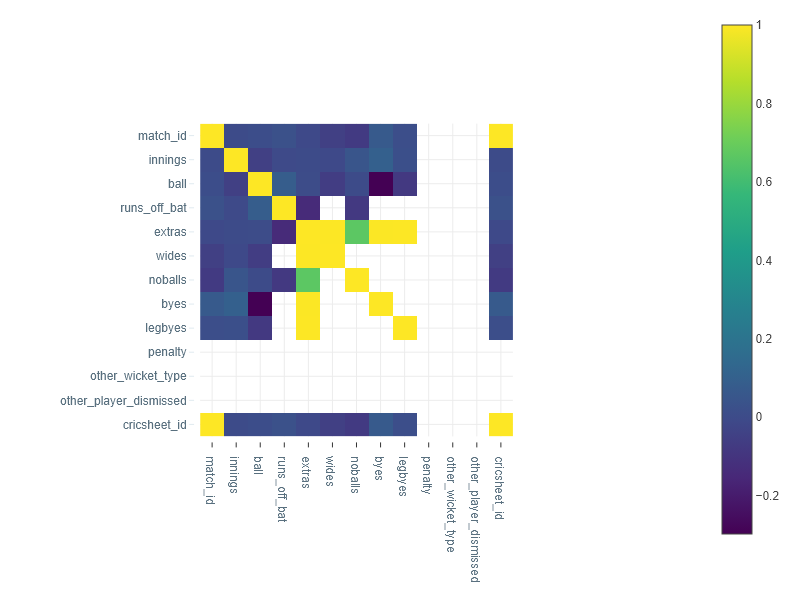 1
0.8
0.6
0.4
0.2
0
−0.2
match_id
innings
ball
runs_off_bat
extras
wides
noballs
byes
legbyes
penalty
other_wicket_type
other_player_dismissed
cricsheet_id
match_id
innings
ball
runs_off_bat
extras
wides
noballs
byes
legbyes
penalty
other_wicket_type
other_player_dismissed
cricsheet_id